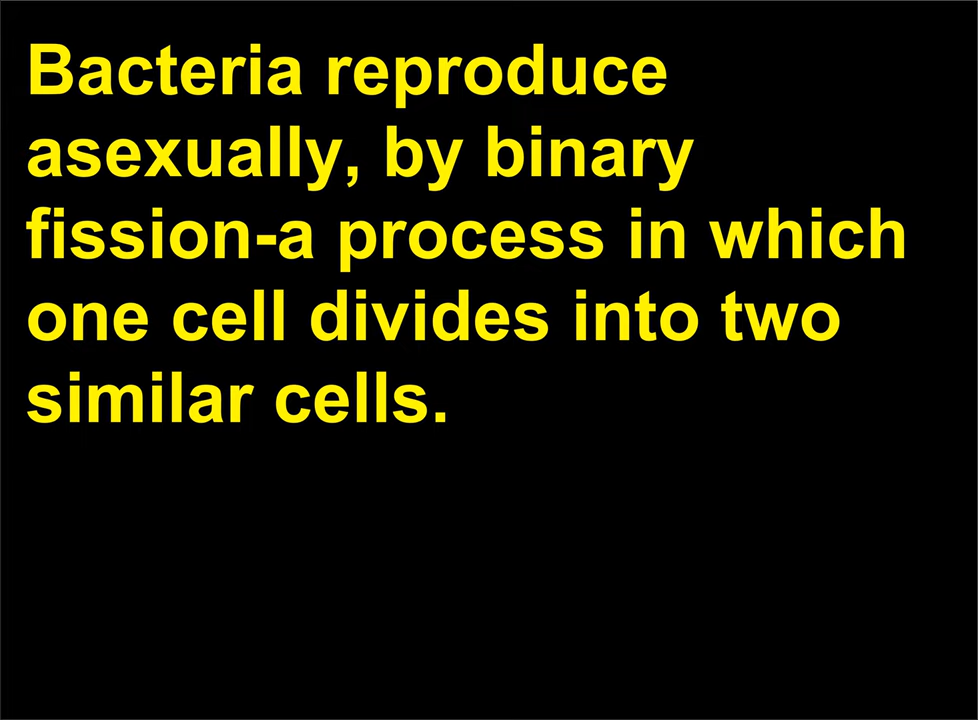 Bacteria reproduce
asexually, by binary
fission-a process in which
one cell divides into two
similar cells.